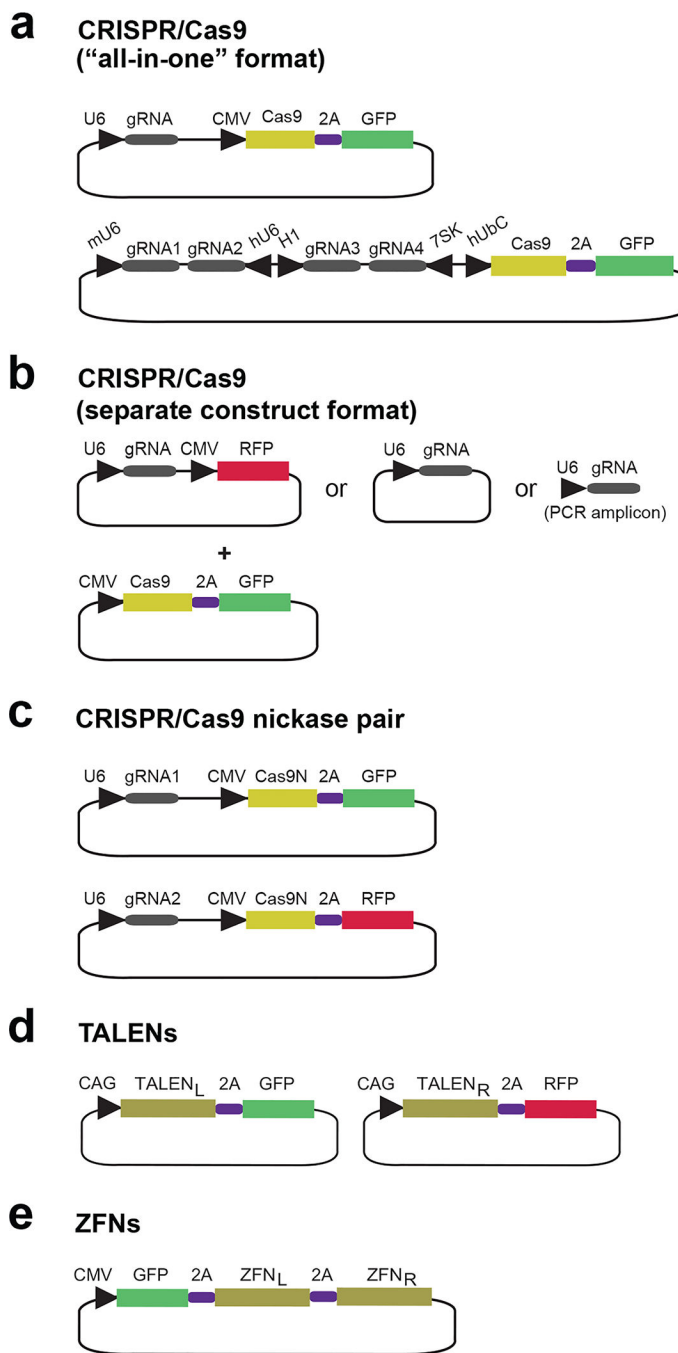 a CRISPR/Cas9
("all-in-one" format)
U6 gRNA CMV Cas9 2A GFP
mU6 gRNA1 gRNA2 hU6 H1 gRNA3 gRNA4 7SK hUbC Cas9 2A GFP
b CRISPR/Cas9
(separate construct format)
U6 gRNA CMV RFP or U6 gRNA or U6 gRNA
(PCR amplicon)
+
CMV Cas9 2A GFP
c CRISPR/Cas9 nickase pair
U6 gRNA1 CMV Cas9N 2A GFP
U6 gRNA2 CMV Cas9N 2A RFP
d TALENs
CAG TALENL 2A GFP CAG TALENR 2A RFP
e ZFNs
CMV GFP 2A ZFNL 2A ZFNR